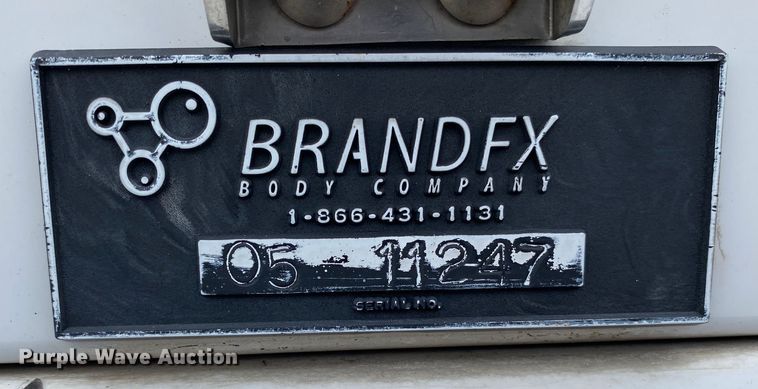 BRANDFX
BODY COMPANY
1-866-431-1131
05-11247
SERIAL NO.
Purple Wave Auction